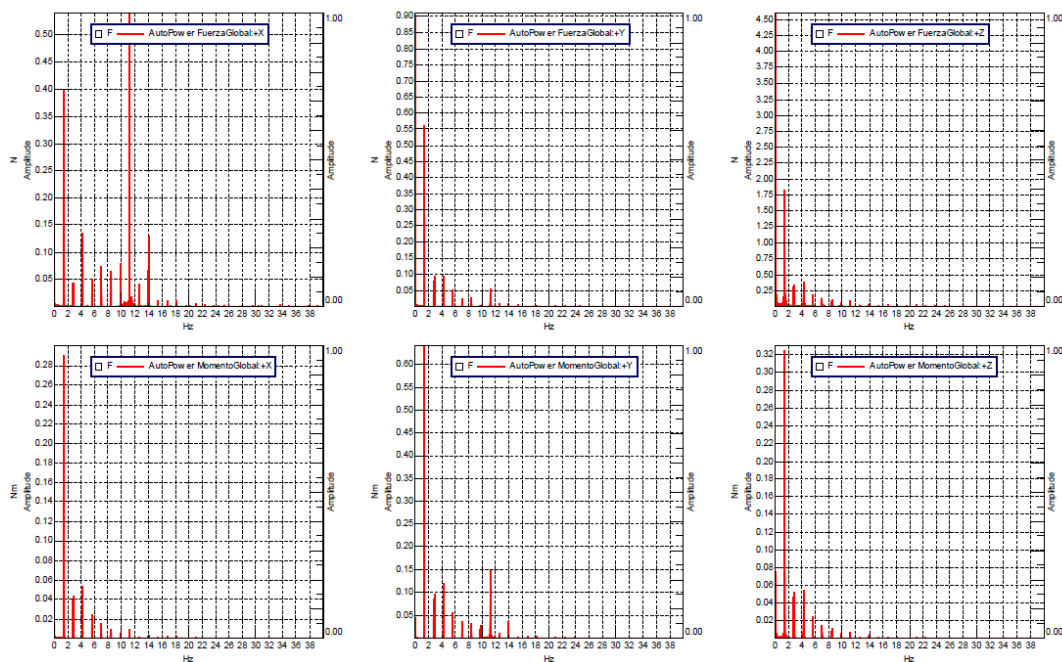 F AutoPower FuerzaGlobal:+X
1.00
0.50
0.45
0.40
0.35
0.30
0.25
0.20
0.15
0.10
0.05
N
Amplitude
Amplitude
0.00
0 2 4 6 8 10 12 14 16 18 20 22 24 26 28 30 32 34 36 38
Hz
F AutoPower FuerzaGlobal:+Y
1.00
0.90
0.85
0.80
0.75
0.70
0.65
0.60
0.55
0.50
0.45
0.40
0.35
0.30
0.25
0.20
0.15
0.10
0.05
0.00
N
Amplitude
Amplitude
0.00
0 2 4 6 8 10 12 14 16 18 20 22 24 26 28 30 32 34 36 38
Hz
F AutoPower FuerzaGlobal:+Z
1.00
4.50
4.25
4.00
3.75
3.50
3.25
3.00
2.75
2.50
2.25
2.00
1.75
1.50
1.25
1.00
0.75
0.50
0.25
0.00
N
Amplitude
Amplitude
0.00
0 2 4 6 8 10 12 14 16 18 20 22 24 26 28 30 32 34 36 38
Hz
F AutoPower MomentoGlobal:+X
1.00
0.28
0.26
0.24
0.22
0.20
0.18
0.16
0.14
0.12
0.10
0.08
0.06
0.04
0.02
Nm
Amplitude
Amplitude
0.00
0 2 4 6 8 10 12 14 16 18 20 22 24 26 28 30 32 34 36 38
Hz
F AutoPower MomentoGlobal:+Y
1.00
0.60
0.55
0.50
0.45
0.40
0.35
0.30
0.25
0.20
0.15
0.10
0.05
Nm
Amplitude
Amplitude
0.00
0 2 4 6 8 10 12 14 16 18 20 22 24 26 28 30 32 34 36 38
Hz
F AutoPower MomentoGlobal:+Z
1.00
0.32
0.30
0.28
0.26
0.24
0.22
0.20
0.18
0.16
0.14
0.12
0.10
0.08
0.06
0.04
0.02
Nm
Amplitude
Amplitude
0.00
0 2 4 6 8 10 12 14 16 18 20 22 24 26 28 30 32 34 36 38
Hz